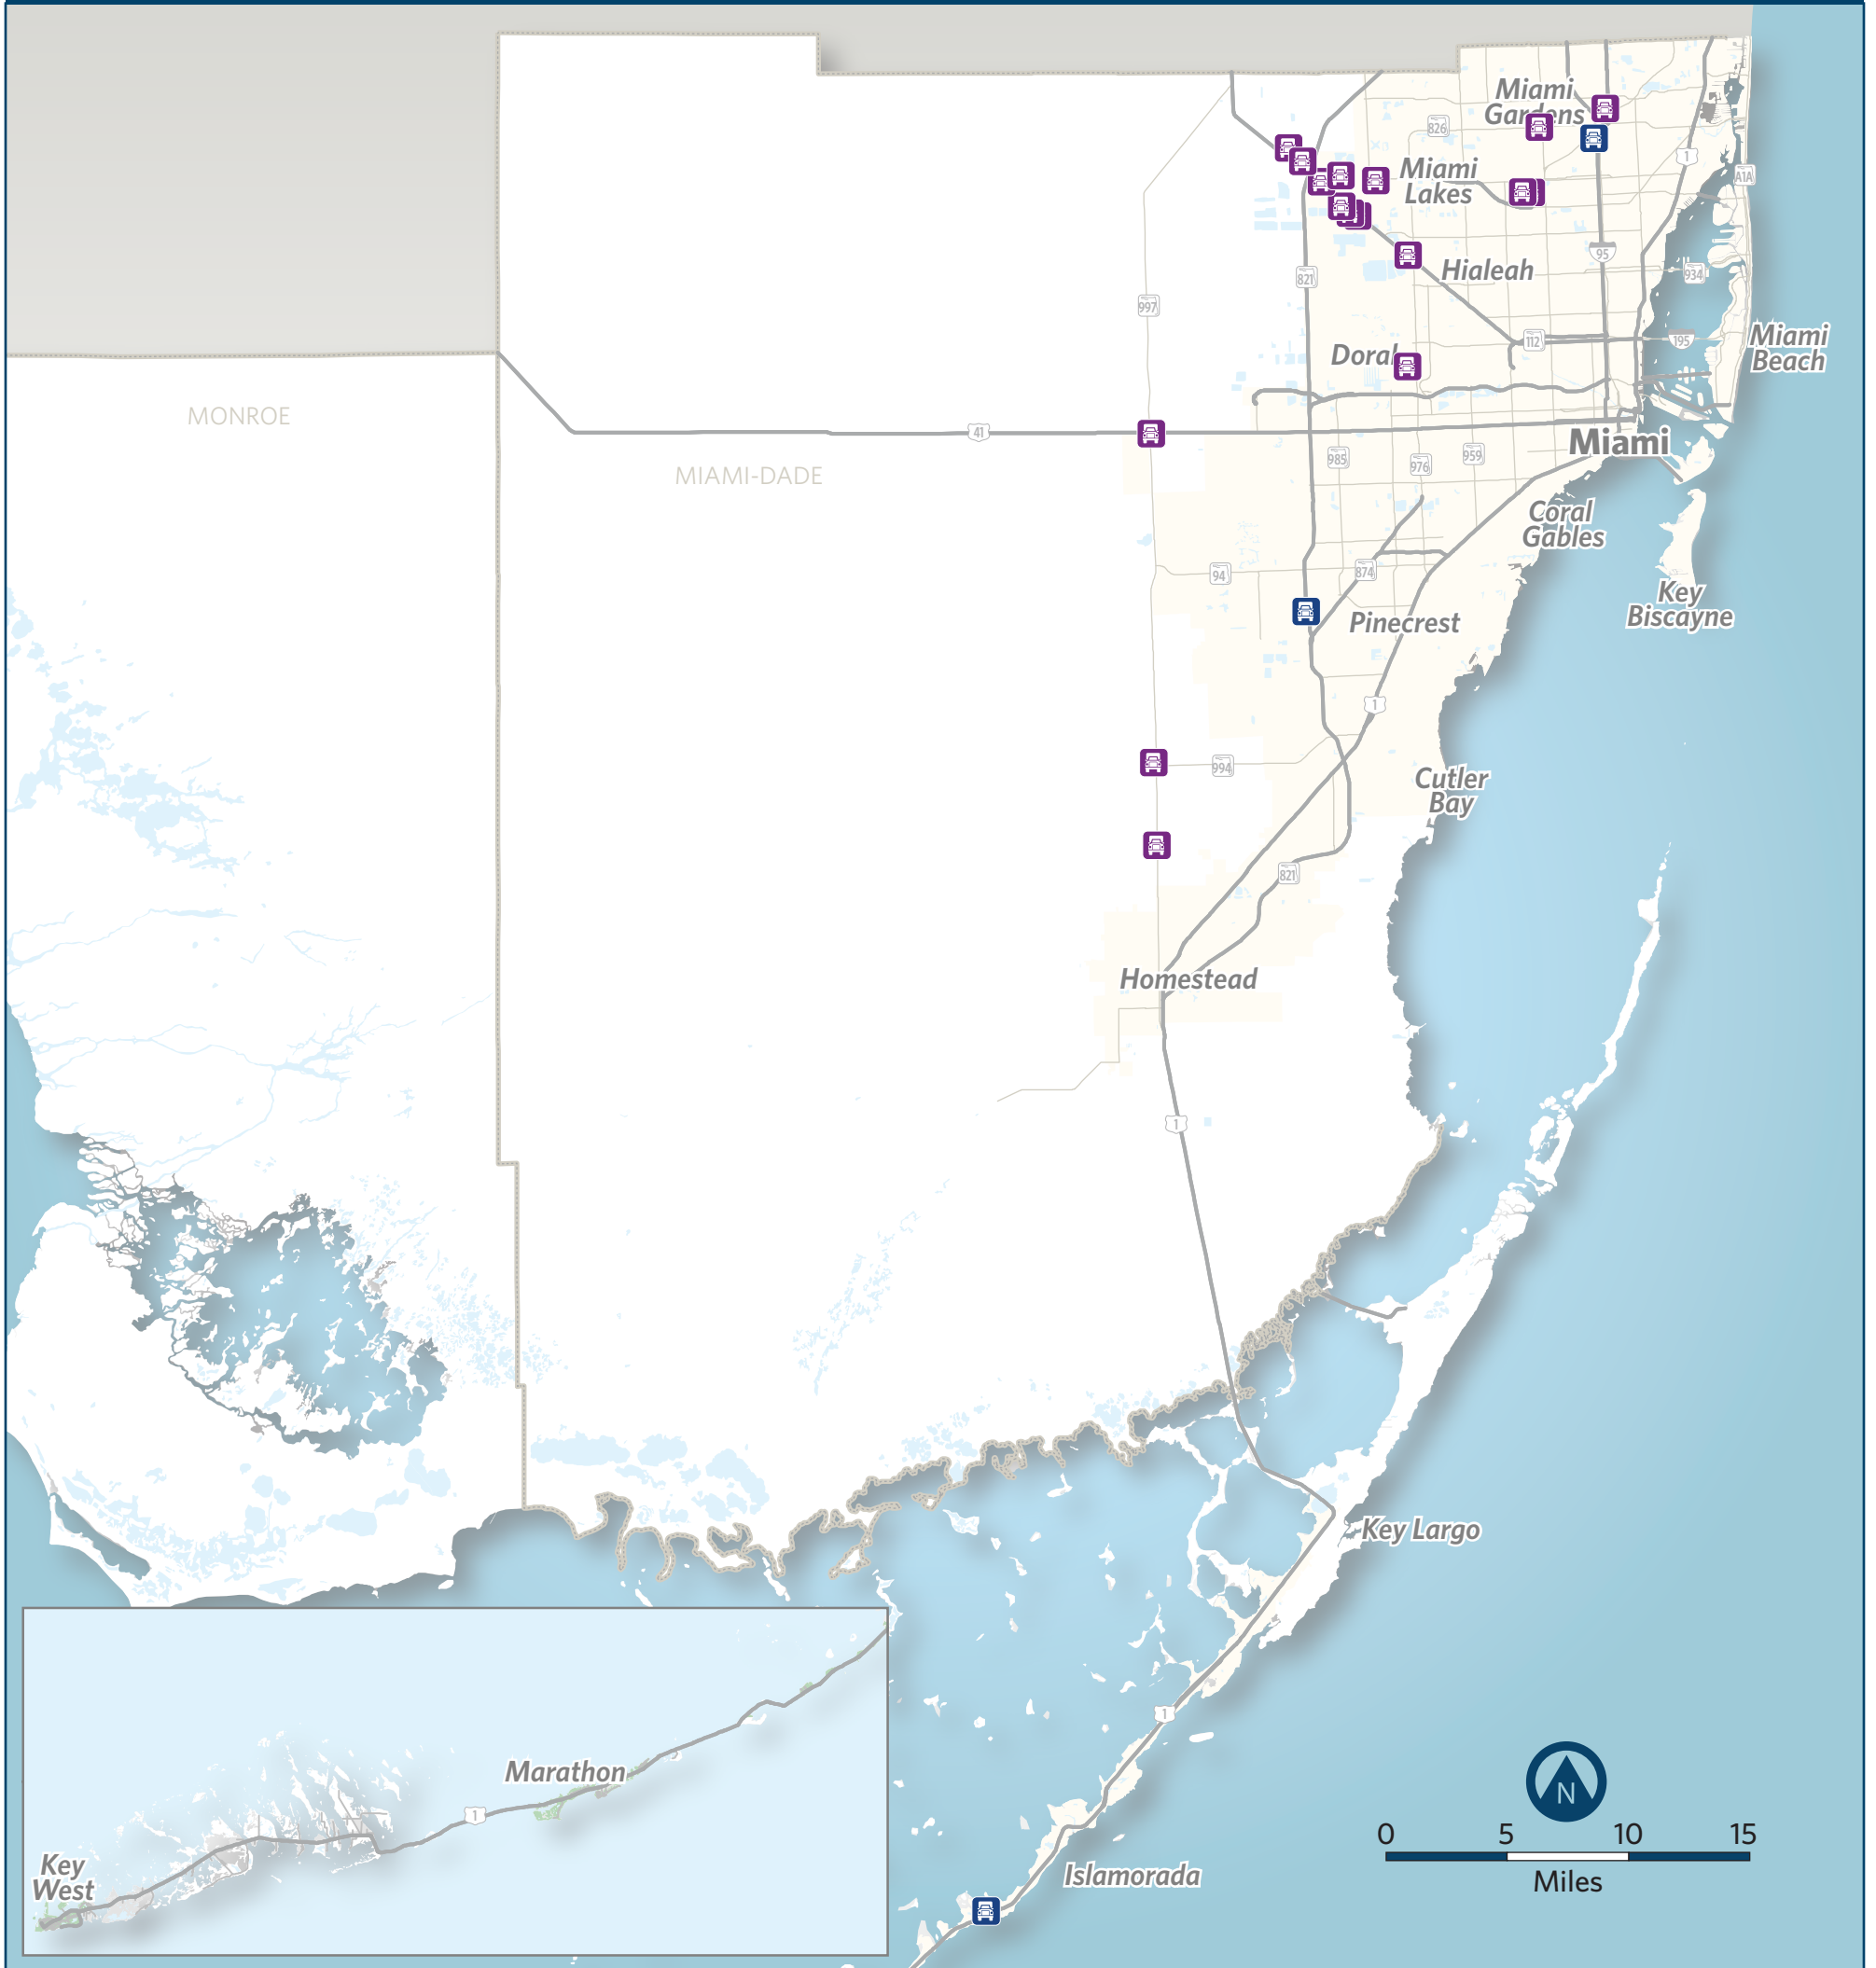 Miami
Gardens
826
1
Miami
Lakes
A1A
95
Hialeah
934
821
997
112
195
Miami
Beach
Doral
MONROE
41
Miami
MIAMI-DADE
985
976
959
Coral
Gables
94
874
Key
Biscayne
Pinecrest
1
994
Cutler
Bay
821
Homestead
1
Key Largo
1
Marathon
1
Key
West
Islamorada
N
0 5 10 15
Miles